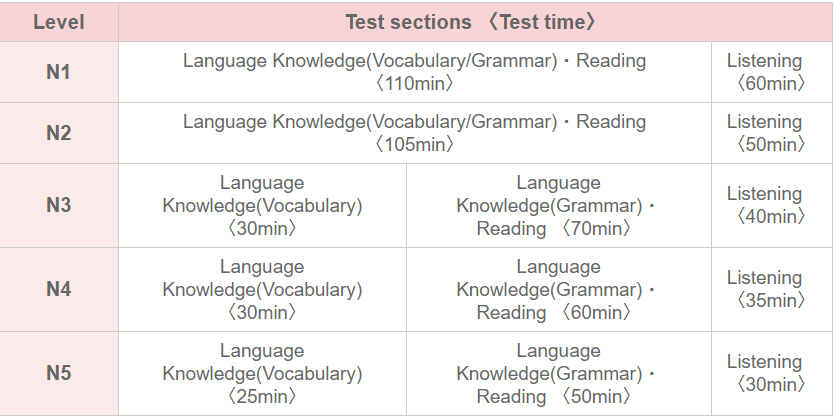 Level
Test sections 〈Test time〉
N1
Language Knowledge(Vocabulary/Grammar)・Reading
〈110min〉
Listening
〈60min〉
N2
Language Knowledge(Vocabulary/Grammar)・Reading
〈105min〉
Listening
〈50min〉
N3
Language
Knowledge(Vocabulary)
〈30min〉
Language
Knowledge(Grammar)・
Reading 〈70min〉
Listening
〈40min〉
N4
Language
Knowledge(Vocabulary)
〈30min〉
Language
Knowledge(Grammar)・
Reading 〈60min〉
Listening
〈35min〉
N5
Language
Knowledge(Vocabulary)
〈25min〉
Language
Knowledge(Grammar)・
Reading 〈50min〉
Listening
〈30min〉